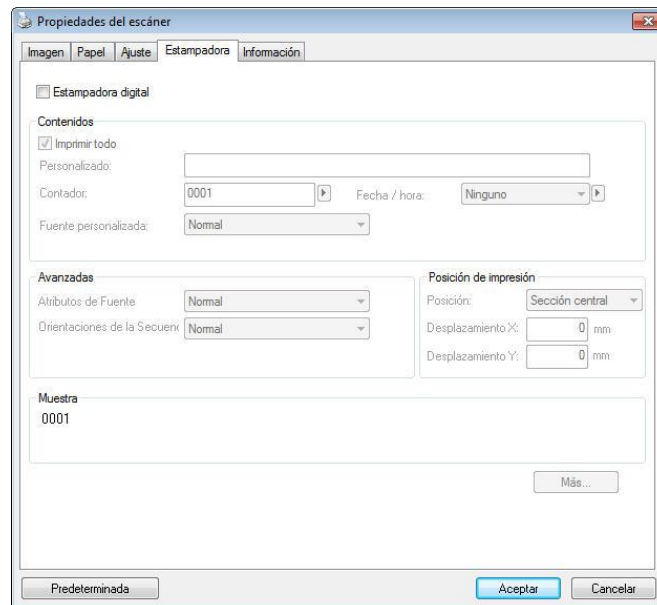 Propiedades del escáner
Imagen Papel Ajuste Estampadora Información
Estampadora digital
Contenidos
Imprimir todo
Personalizado:
Contador: 0001 Fecha / hora: Ninguno
Fuente personalizada: Normal
Avanzadas Posición de impresión
Atributos de Fuente Normal Posición: Sección central
Orientaciones de la Secuenc Normal Desplazamiento X: 0 mm
Desplazamiento Y: 0 mm
Muestra
0001
Más...
Predeterminada Aceptar Cancelar